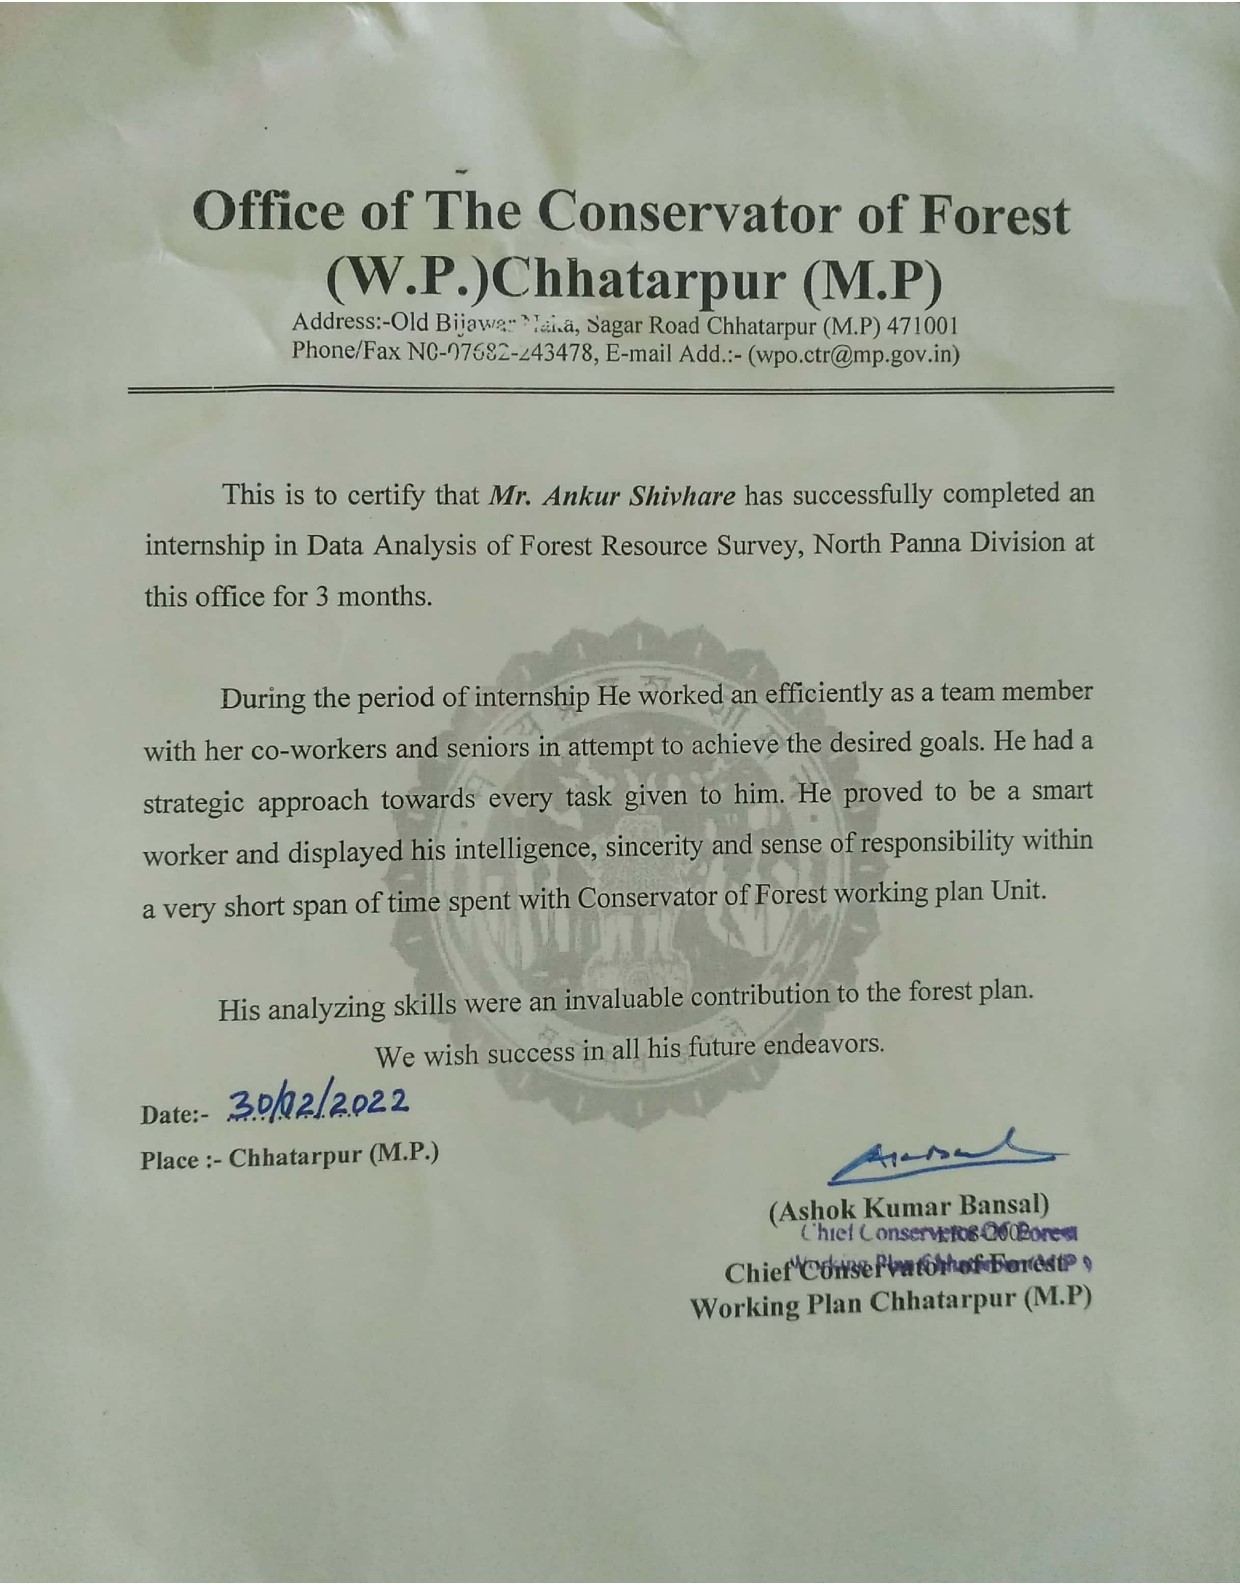 Office of The Conservator of Forest
(W.P.)Chhatarpur (M.P)
Address:-Old Bijawar Naka, Sagar Road Chhatarpur (M.P) 471001
Phone/Fax NO-07682-243478, E-mail Add.:- (wpo.ctr@mp.gov.in)
This is to certify that Mr. Ankur Shivhare has successfully completed an
internship in Data Analysis of Forest Resource Survey, North Panna Division at
this office for 3 months.
During the period of internship He worked an efficiently as a team member
with her co-workers and seniors in attempt to achieve the desired goals. He had a
strategic approach towards every task given to him. He proved to be a smart
worker and displayed his intelligence, sincerity and sense of responsibility within
a very short span of time spent with Conservator of Forest working plan Unit.
His analyzing skills were an invaluable contribution to the forest plan.
We wish success in all his future endeavors.
Date:- 30/02/2022
Place :- Chhatarpur (M.P.)
(Ashok Kumar Bansal)
Chief Conservator Of Forest
Chief Conservator of Forest
Working Plan Chhatarpur (M.P)